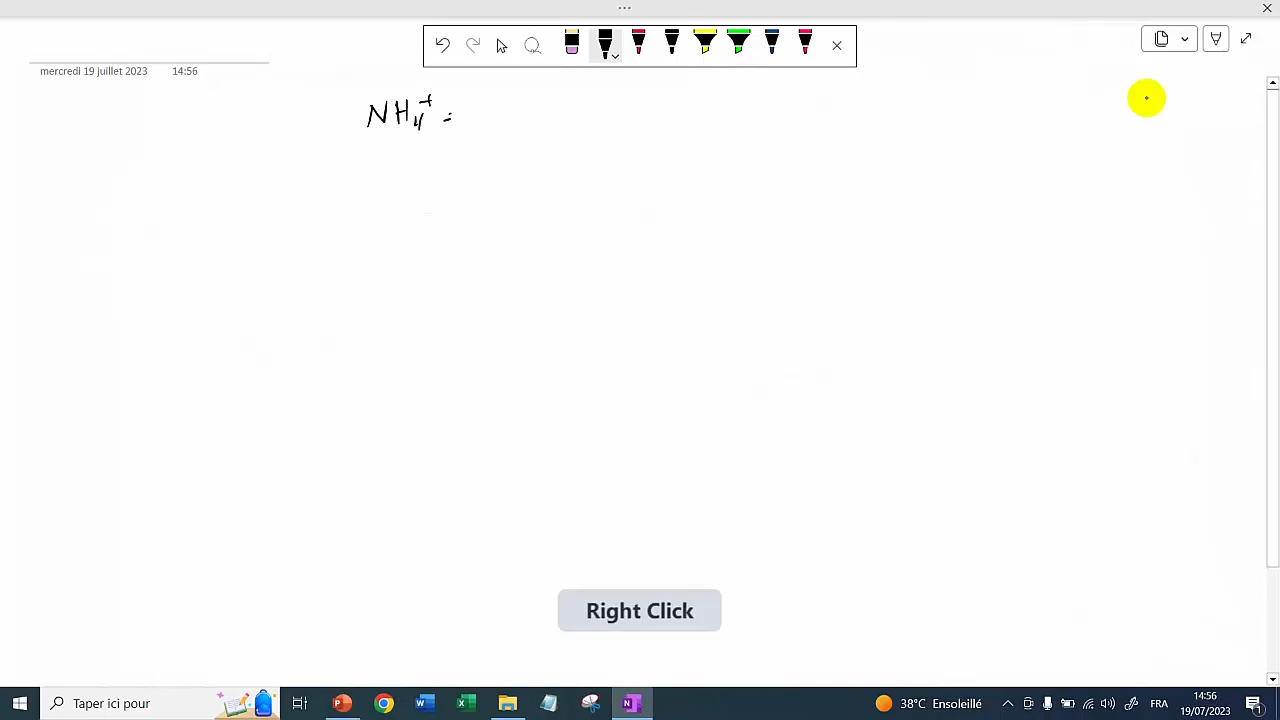 mercredi 19 juillet 2023 14:56
NH₄⁺ =
Right Click
Taper ici pour
38°C Ensoleillé
FRA
14:56
19/07/2023